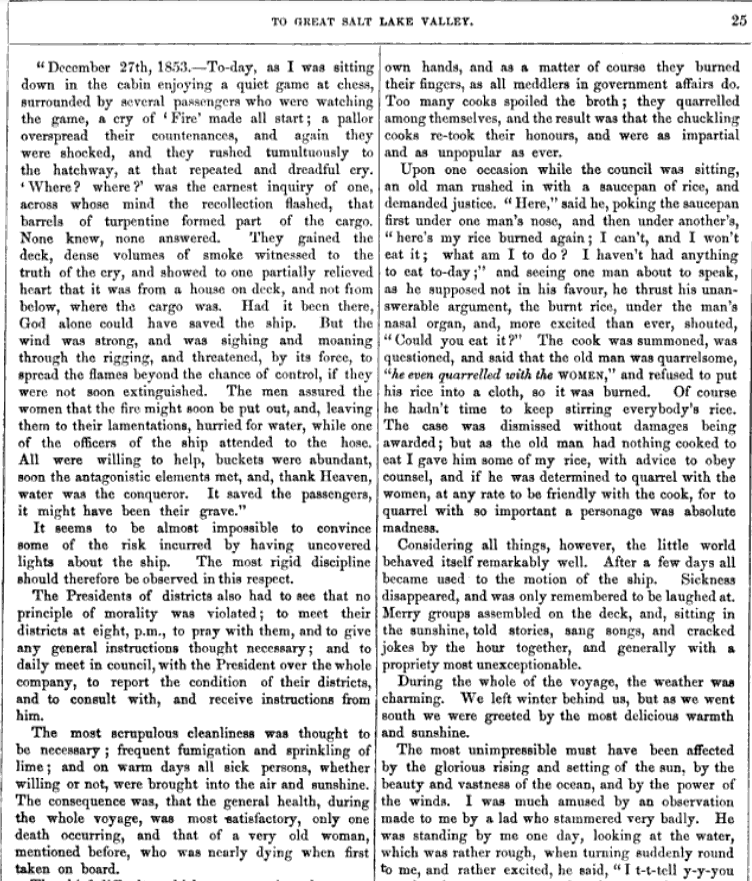 TO GREAT SALT LAKE VALLEY.
25
"December 27th, 1853.—To-day, as I was sitting
down in the cabin enjoying a quiet game at chess,
surrounded by several passengers who were watching
the game, a cry of 'Fire' made all start; a pallor
overspread their countenances, and again they
were shocked, and they rushed tumultuously to
the hatchway, at that repeated and dreadful cry.
'Where? where?' was the earnest inquiry of one,
across whose mind the recollection flashed, that
barrels of turpentine formed part of the cargo.
None knew, none answered. They gained the
deck, dense volumes of smoke witnessed to the
truth of the cry, and showed to one partially relieved
heart that it was from a house on deck, and not from
below, where the cargo was. Had it been there,
God alone could have saved the ship. But the
wind was strong, and was sighing and moaning
through the rigging, and threatened, by its force, to
spread the flames beyond the chance of control, if they
were not soon extinguished. The men assured the
women that the fire might soon be put out, and, leaving
them to their lamentations, hurried for water, while one
of the officers of the ship attended to the hose.
All were willing to help, buckets were abundant,
soon the antagonistic elements met, and, thank Heaven,
water was the conqueror. It saved the passengers,
it might have been their grave."
It seems to be almost impossible to convince
some of the risk incurred by having uncovered
lights about the ship. The most rigid discipline
should therefore be observed in this respect.
The Presidents of districts also had to see that no
principle of morality was violated; to meet their
districts at eight, p.m., to pray with them, and to give
any general instructions thought necessary; and to
daily meet in council, with the President over the whole
company, to report the condition of their districts,
and to consult with, and receive instructions from
him.
The most scrupulous cleanliness was thought to
be necessary; frequent fumigation and sprinkling of
lime; and on warm days all sick persons, whether
willing or not, were brought into the air and sunshine.
The consequence was, that the general health, during
the whole voyage, was most satisfactory, only one
death occurring, and that of a very old woman,
mentioned before, who was nearly dying when first
taken on board.
own hands, and as a matter of course they burned
their fingers, as all meddlers in government affairs do.
Too many cooks spoiled the broth; they quarrelled
among themselves, and the result was that the chuckling
cooks re-took their honours, and were as impartial
and as unpopular as ever.
Upon one occasion while the council was sitting,
an old man rushed in with a saucepan of rice, and
demanded justice. "Here," said he, poking the saucepan
first under one man's nose, and then under another's,
"here's my rice burned again; I can't, and I won't
eat it; what am I to do? I haven't had anything
to eat to-day;" and seeing one man about to speak,
as he supposed not in his favour, he thrust his unan-
swerable argument, the burnt rice, under the man's
nasal organ, and, more excited than ever, shouted,
"Could you eat it?" The cook was summoned, was
questioned, and said that the old man was quarrelsome,
"he even quarrelled with the WOMEN," and refused to put
his rice into a cloth, so it was burned. Of course
he hadn't time to keep stirring everybody's rice.
The case was dismissed without damages being
awarded; but as the old man had nothing cooked to
eat I gave him some of my rice, with advice to obey
counsel, and if he was determined to quarrel with the
women, at any rate to be friendly with the cook, for to
quarrel with so important a personage was absolute
madness.
Considering all things, however, the little world
behaved itself remarkably well. After a few days all
became used to the motion of the ship. Sickness
disappeared, and was only remembered to be laughed at.
Merry groups assembled on the deck, and, sitting in
the sunshine, told stories, sang songs, and cracked
jokes by the hour together, and generally with a
propriety most unexceptionable.
During the whole of the voyage, the weather was
charming. We left winter behind us, but as we went
south we were greeted by the most delicious warmth
and sunshine.
The most unimpressible must have been affected
by the glorious rising and setting of the sun, by the
beauty and vastness of the ocean, and by the power of
the winds. I was much amused by an observation
made to me by a lad who stammered very badly. He
was standing by me one day, looking at the water,
which was rather rough, when turning suddenly round
to me, and rather excited, he said, "I t-t-tell y-y-you